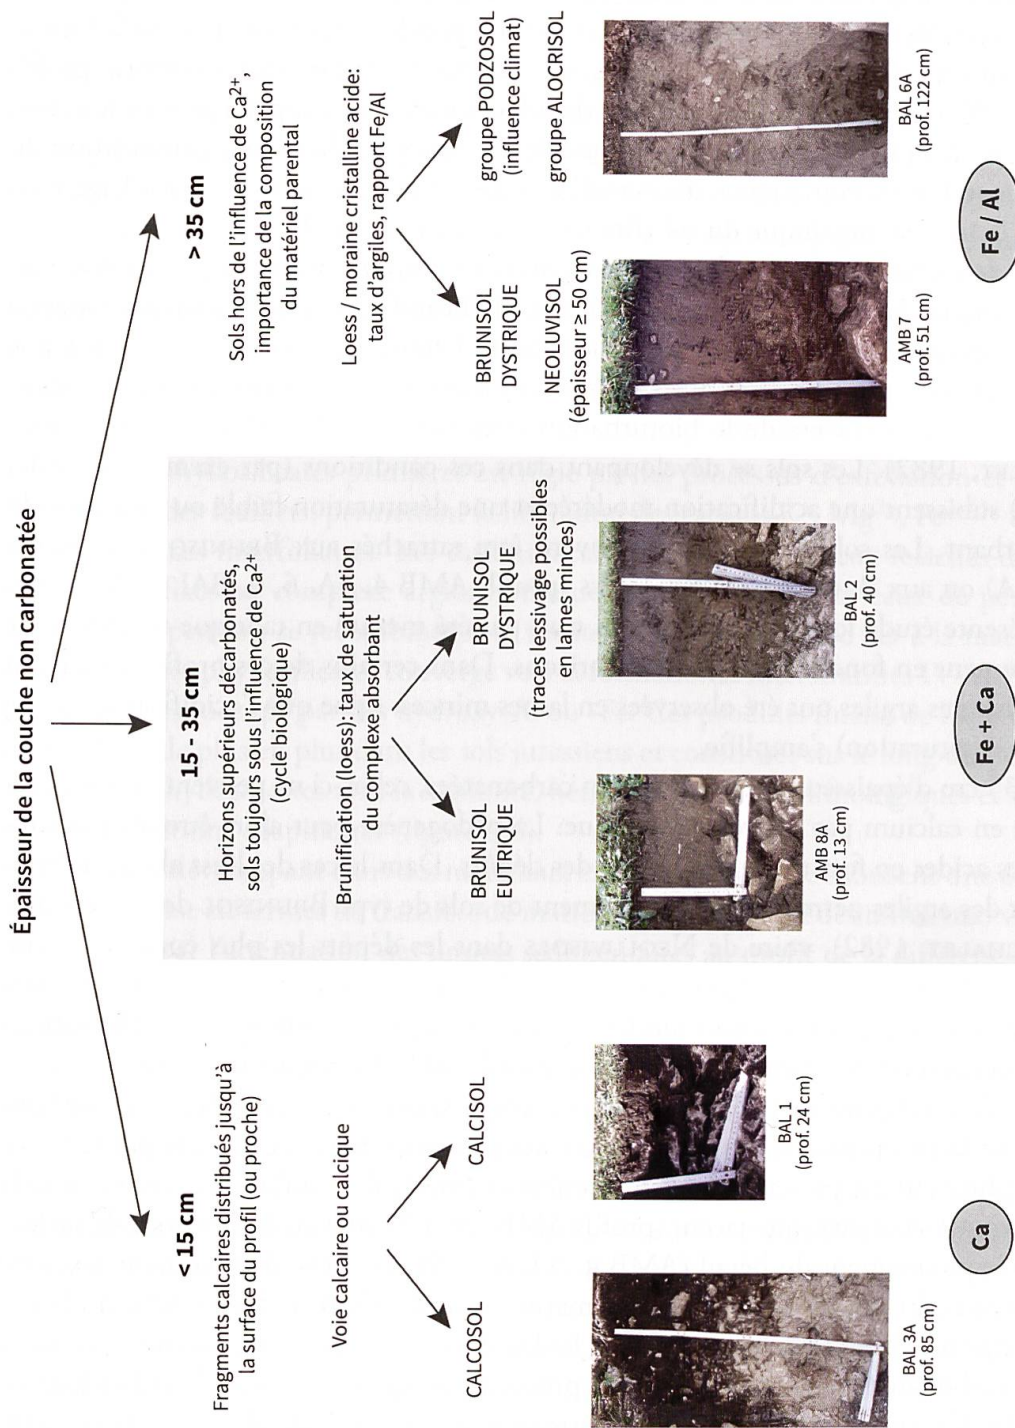 Épaisseur de la couche non carbonatée
< 15 cm
Fragments calcaires distribués jusqu'à
la surface du profil (ou proche)
Voie calcaire ou calcique
CALCOSOL
CALCISOL
BAL 3A
(prof. 85 cm)
BAL 1
(prof. 24 cm)
Ca
15 - 35 cm
Horizons supérieurs décarbonatés,
sols toujours sous l'influence de Ca²⁺
(cycle biologique)
Brunification (loess): taux de saturation
du complexe absorbant
BRUNISOL
EUTRIQUE
BRUNISOL
DYSTRIQUE
(traces lessivage possibles
en lames minces)
AMB 8A
(prof. 13 cm)
BAL 2
(prof. 40 cm)
Fe + Ca
> 35 cm
Sols hors de l'influence de Ca²⁺,
importance de la composition
du matériel parental
Loess / moraine cristalline acide:
taux d'argiles, rapport Fe/Al
BRUNISOL
DYSTRIQUE
NEOLUVISOL
(épaisseur ≥ 50 cm)
groupe PODZOSOL
(influence climat)
groupe ALOCRISOL
AMB 7
(prof. 51 cm)
BAL 6A
(prof. 122 cm)
Fe / Al